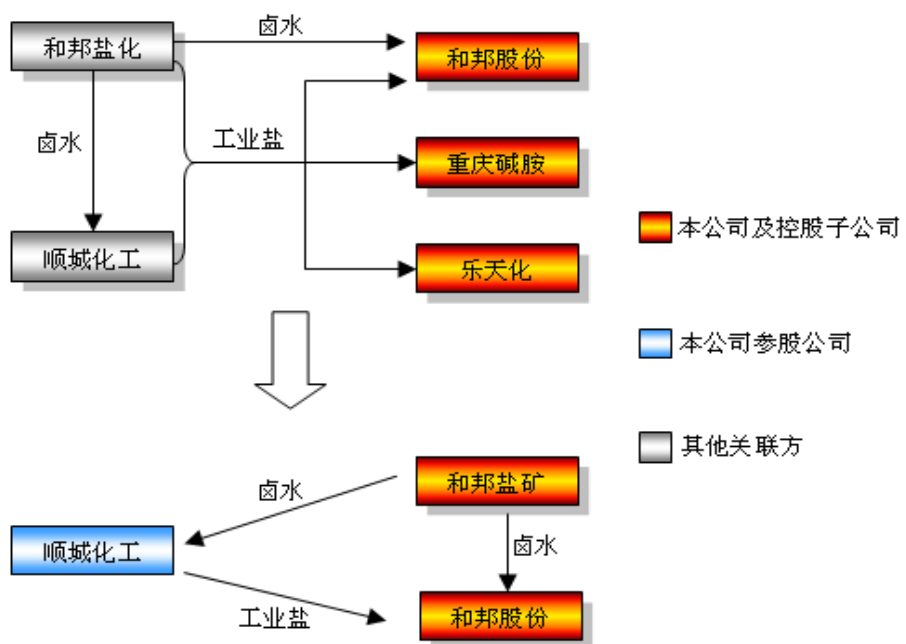 卤水
和邦盐化
和邦股份
卤水
工业盐
重庆碱胺
本公司及控股子公司
顺城化工
乐天化
本公司参股公司
其他关联方
和邦盐矿
卤水
顺城化工
卤水
工业盐
和邦股份